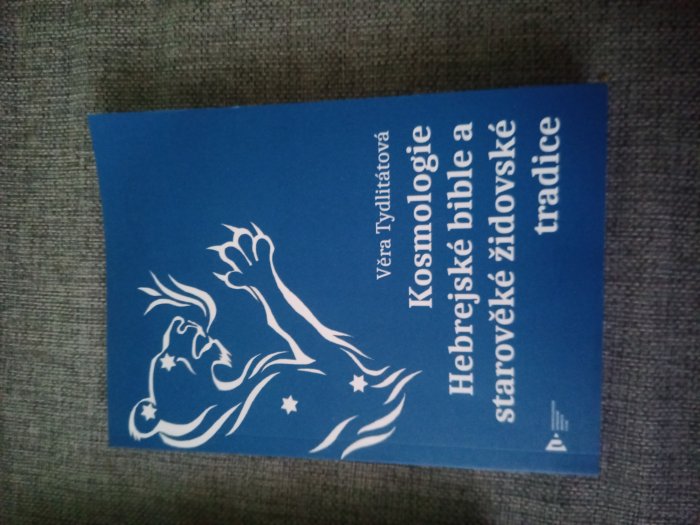 Věra Tydlitátová
Kosmologie
Hebrejské bible a
starověké židovské
tradice